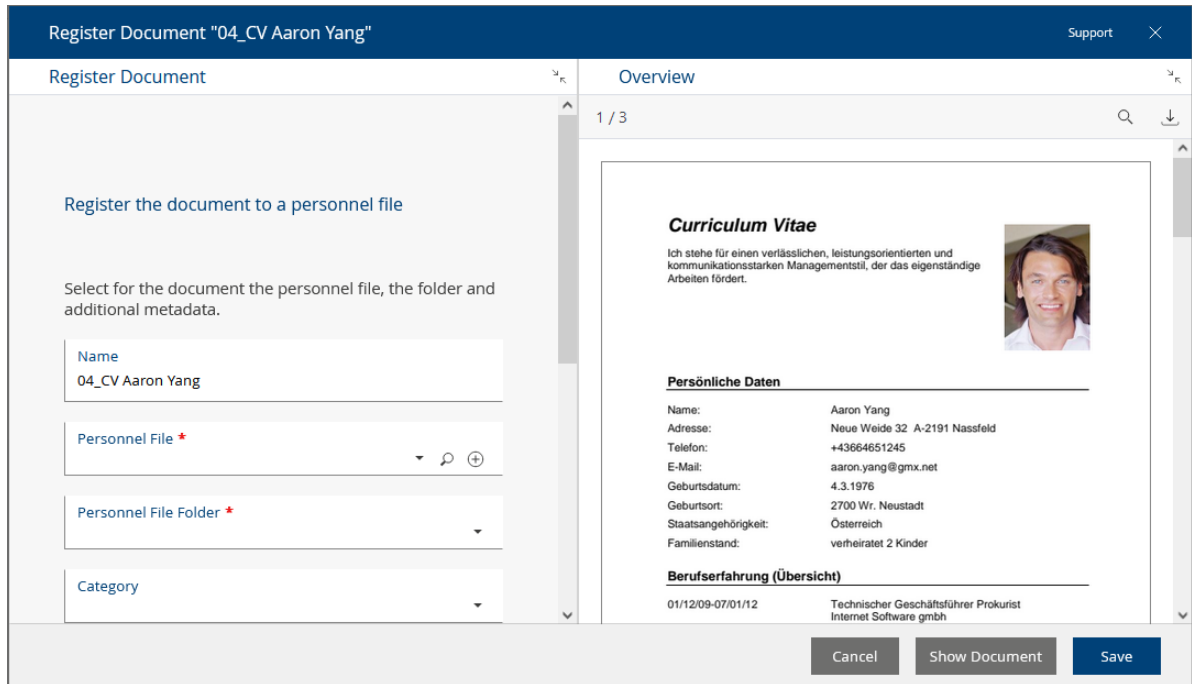 Register Document "04_CV Aaron Yang"
Support
Register Document
Register the document to a personnel file
Select for the document the personnel file, the folder and
additional metadata.
Name
04_CV Aaron Yang
Personnel File *
Personnel File Folder *
Category
Overview
1 / 3
Curriculum Vitae
Ich stehe für einen verlässlichen, leistungsorientierten und
kommunikationsstarken Managementstil, der das eigenständige
Arbeiten fördert.
Persönliche Daten
Name: Aaron Yang
Adresse: Neue Weide 32 A-2191 Nassfeld
Telefon: +43664651245
E-Mail: aaron.yang@gmx.net
Geburtsdatum: 4.3.1976
Geburtsort: 2700 Wr. Neustadt
Staatsangehörigkeit: Österreich
Familienstand: verheiratet 2 Kinder
Berufserfahrung (Übersicht)
01/12/09-07/01/12 Technischer Geschäftsführer Prokurist
Internet Software gmbh
Cancel
Show Document
Save